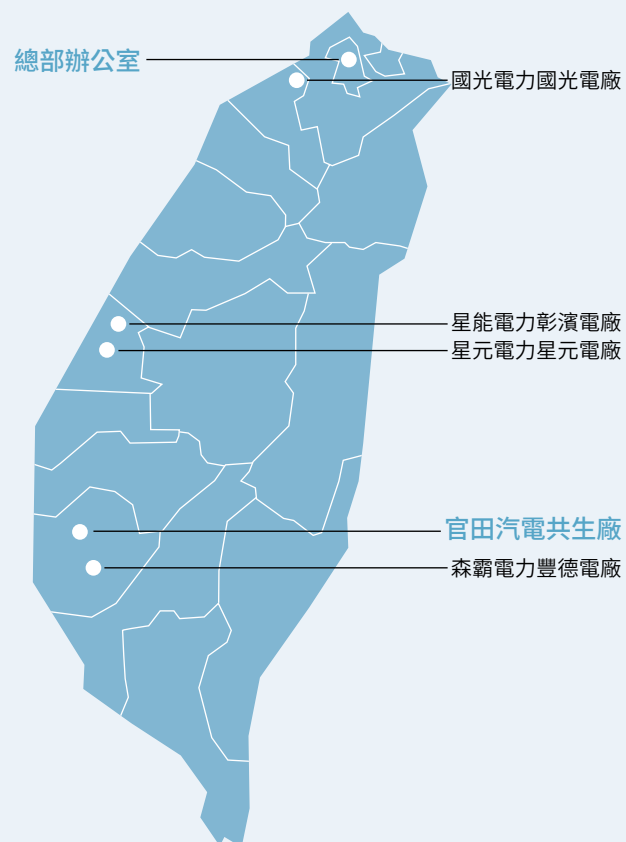 總部辦公室
國光電力國光電廠
星能電力彰濱電廠
星元電力星元電廠
官田汽電共生廠
森霸電力豐德電廠